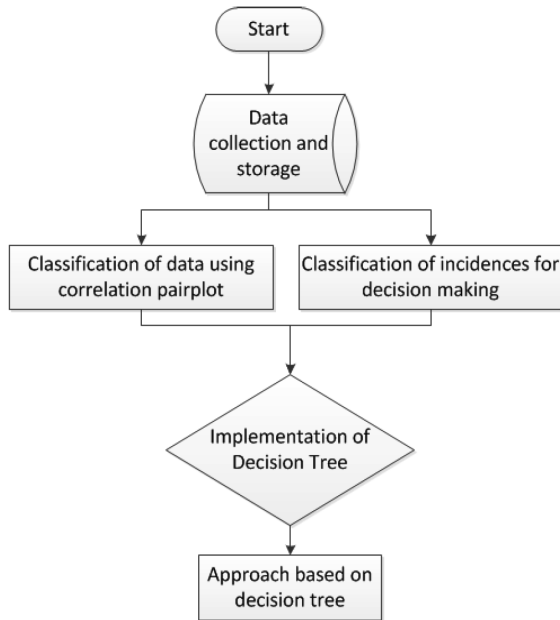 Start
Data
collection and
storage
Classification of data using
correlation pairplot
Classification of incidences for
decision making
Implementation of
Decision Tree
Approach based on
decision tree